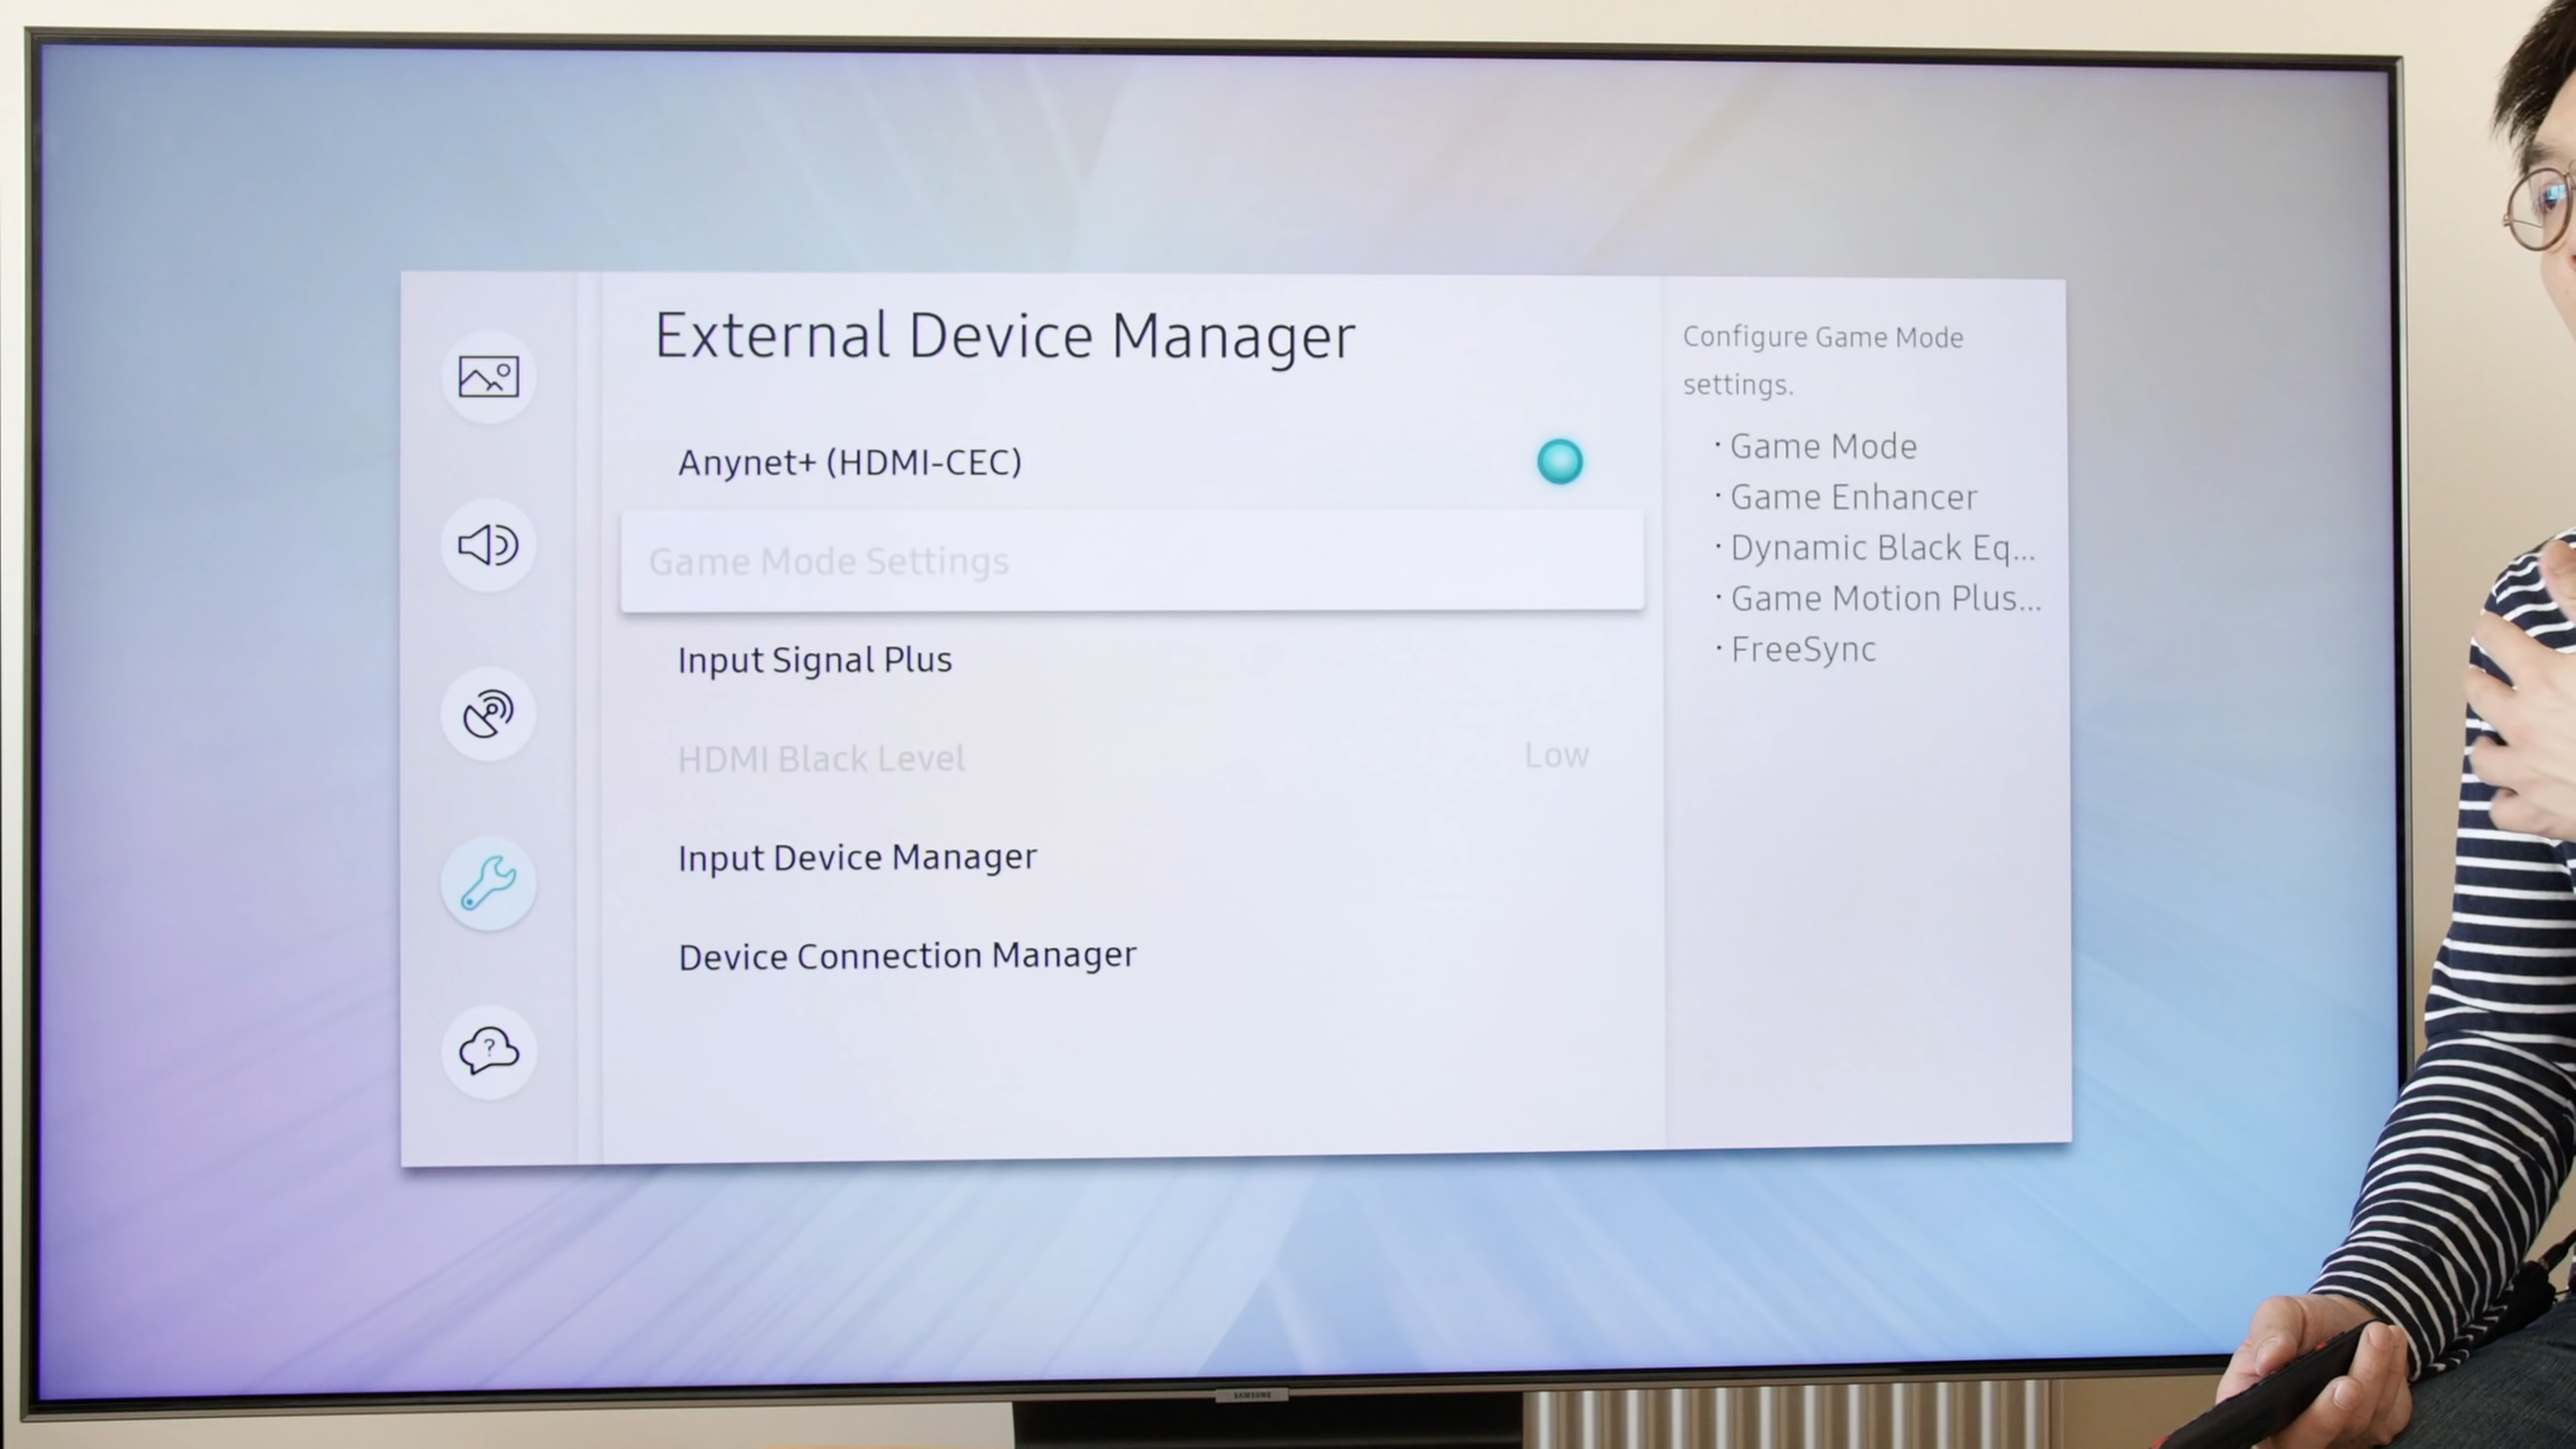 External Device Manager
Anynet+ (HDMI-CEC)
Game Mode Settings
Input Signal Plus
HDMI Black Level Low
Input Device Manager
Device Connection Manager
Configure Game Mode
settings.
· Game Mode
· Game Enhancer
· Dynamic Black Eq...
· Game Motion Plus...
· FreeSync
?
SAMSUNG